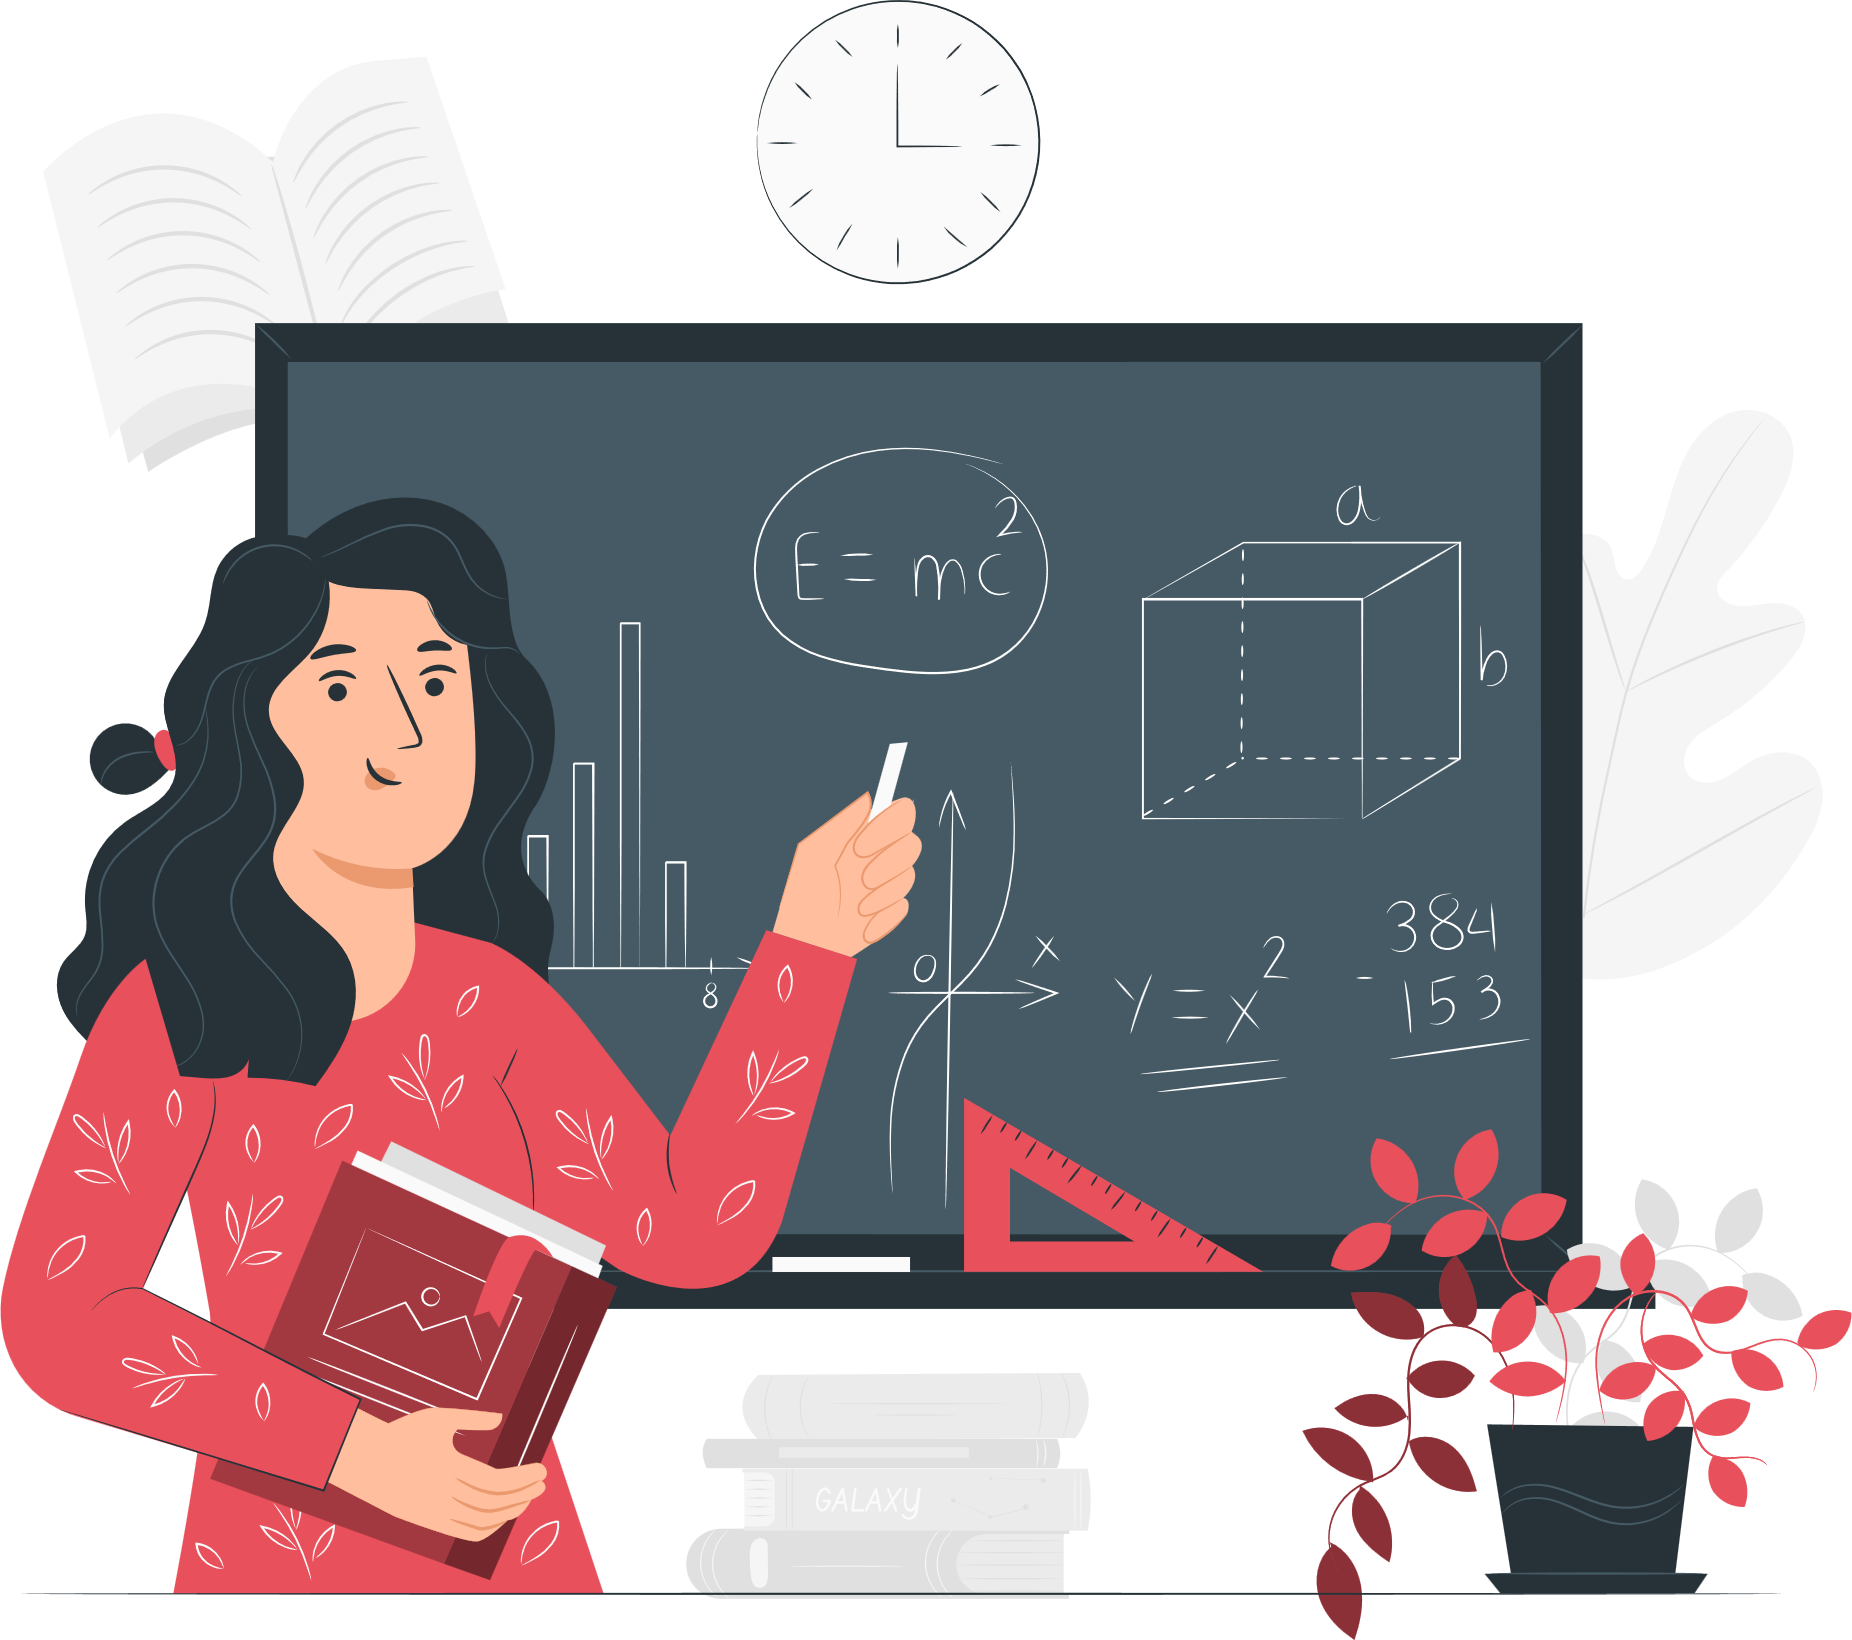 E = mc²
a
b
8
0
x
Y = x²
384
- 153
GALAXY